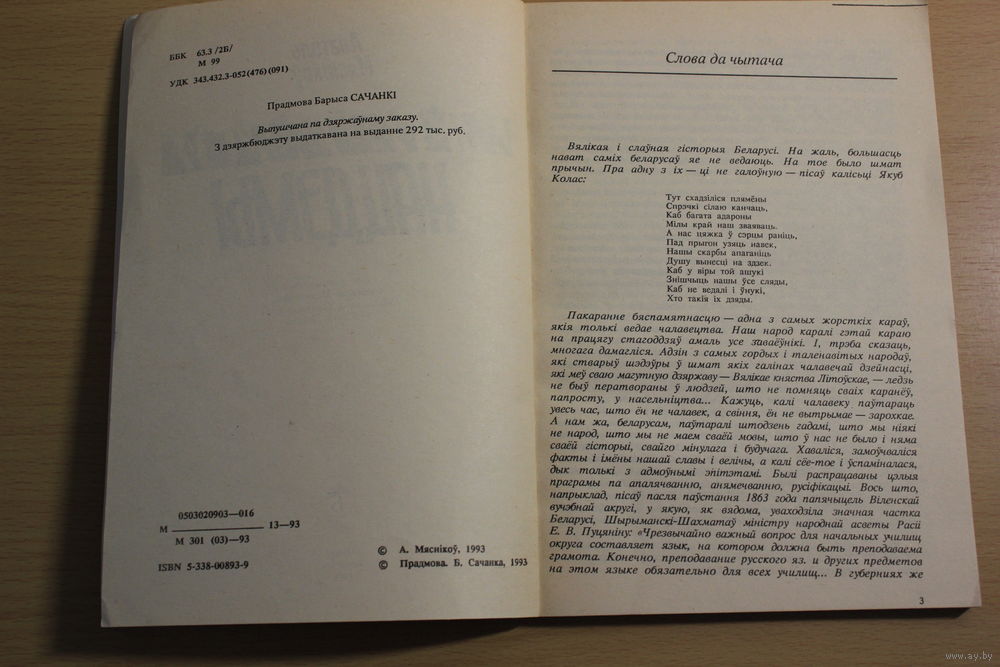 ББК 63.3 /2Б/
М 99
УДК 343.432.3-052(476)(091)
Прадмова Барыса САЧАНКІ
Выпушчана па дзяржаўнаму заказу.
З дзяржбюджэту выдаткавана на выданне 292 тыс. руб.
0503020903—016
М ——— 13—93
М 301 (03)—93
ISBN 5-338-00893-9
© А. Мяснікоў, 1993
© Прадмова. Б. Сачанка, 1993
Слова да чытача
Вялікая і слаўная гісторыя Беларусі. На жаль, большасць
нават саміх беларусаў яе не ведаюць. На тое было шмат
прычын. Пра адну з іх — ці не галоўную — пісаў калісьці Якуб
Колас:
Тут схадзіліся плямёны
Спрэчкі сілаю канчаць,
Каб багата адароны
Мілы край наш зваяваць.
А нас цяжка ў сэрцы раніць,
Пад прыгон узяць навек,
Нашы скарбы апаганіць
Душу вынесці на здзек.
Каб у віры той ашукі
Знішчыць нашы ўсе сляды,
Каб не ведалі і ўнукі,
Хто такія іх дзяды.
Пакаранне бяспамятнасцю — адна з самых жорсткіх караў,
якія толькі ведае чалавецтва. Наш народ каралі гэтай караю
на працягу стагоддзяў амаль усе заваёўнікі. І, трэба сказаць,
многага дамагліся. Адзін з самых гордых і таленавітых народаў,
які стварыў шэдэўры ў шмат якіх галінах чалавечай дзейнасці,
які меў сваю магутную дзяржаву — Вялікае княства Літоўскае, — ледзь
не быў ператвораны ў людзей, што не помняць сваіх каранёў,
папросту, у насельніцтва... Кажуць, калі чалавеку паўтараць
увесь час, што ён не чалавек, а свіння, ён не вытрымае — зарохкае.
А нам жа, беларусам, паўтаралі штодзень гадамі, што мы ніякі
не народ, што мы не маем сваёй мовы, што ў нас не было і няма
сваёй гісторыі, свайго мінулага і будучага. Хаваліся, замоўчваліся
факты і імёны нашай славы і велічы, а калі сёе-тое і ўспаміналася,
дык толькі з адмоўнымі эпітэтамі. Былі распрацаваны цэлыя
праграмы па апалячванню, анямечванню, русіфікацыі. Вось што,
напрыклад, пісаў пасля паўстання 1863 года папячыцель Віленскай
вучэбнай акругі, у якую, як вядома, уваходзіла значная частка
Беларусі, Шырыманскі-Шахматаў міністру народнай асветы Расіі
Е. В. Пуцяніну: «Чрезвычайно важный вопрос для начальных училищ
округа составляет язык, на котором должна быть преподаваема
грамота. Конечно, преподавание русского яз. и других предметов
на этом языке обязательно для всех училищ... В губерниях же
3
www.ay.by